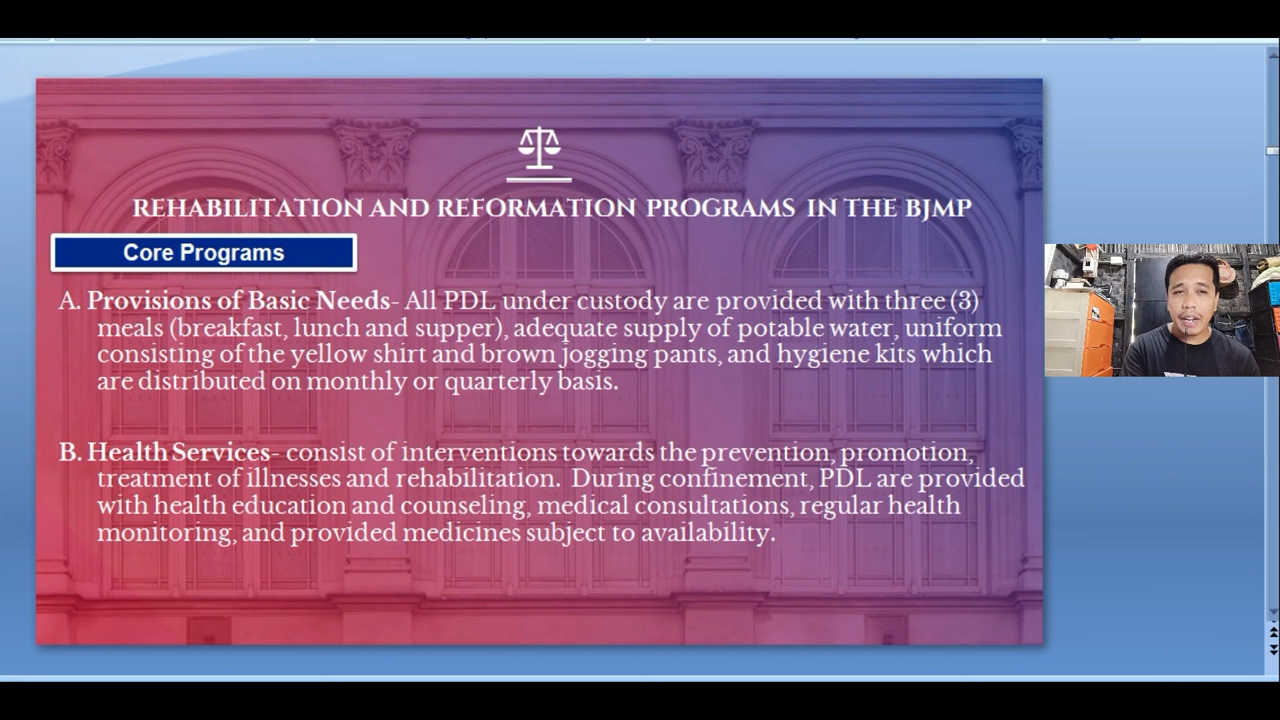 REHABILITATION AND REFORMATION PROGRAMS IN THE BJMP
Core Programs
A. Provisions of Basic Needs- All PDL under custody are provided with three (3)
meals (breakfast, lunch and supper), adequate supply of potable water, uniform
consisting of the yellow shirt and brown jogging pants, and hygiene kits which
are distributed on monthly or quarterly basis.
B. Health Services- consist of interventions towards the prevention, promotion,
treatment of illnesses and rehabilitation. During confinement, PDL are provided
with health education and counseling, medical consultations, regular health
monitoring, and provided medicines subject to availability.